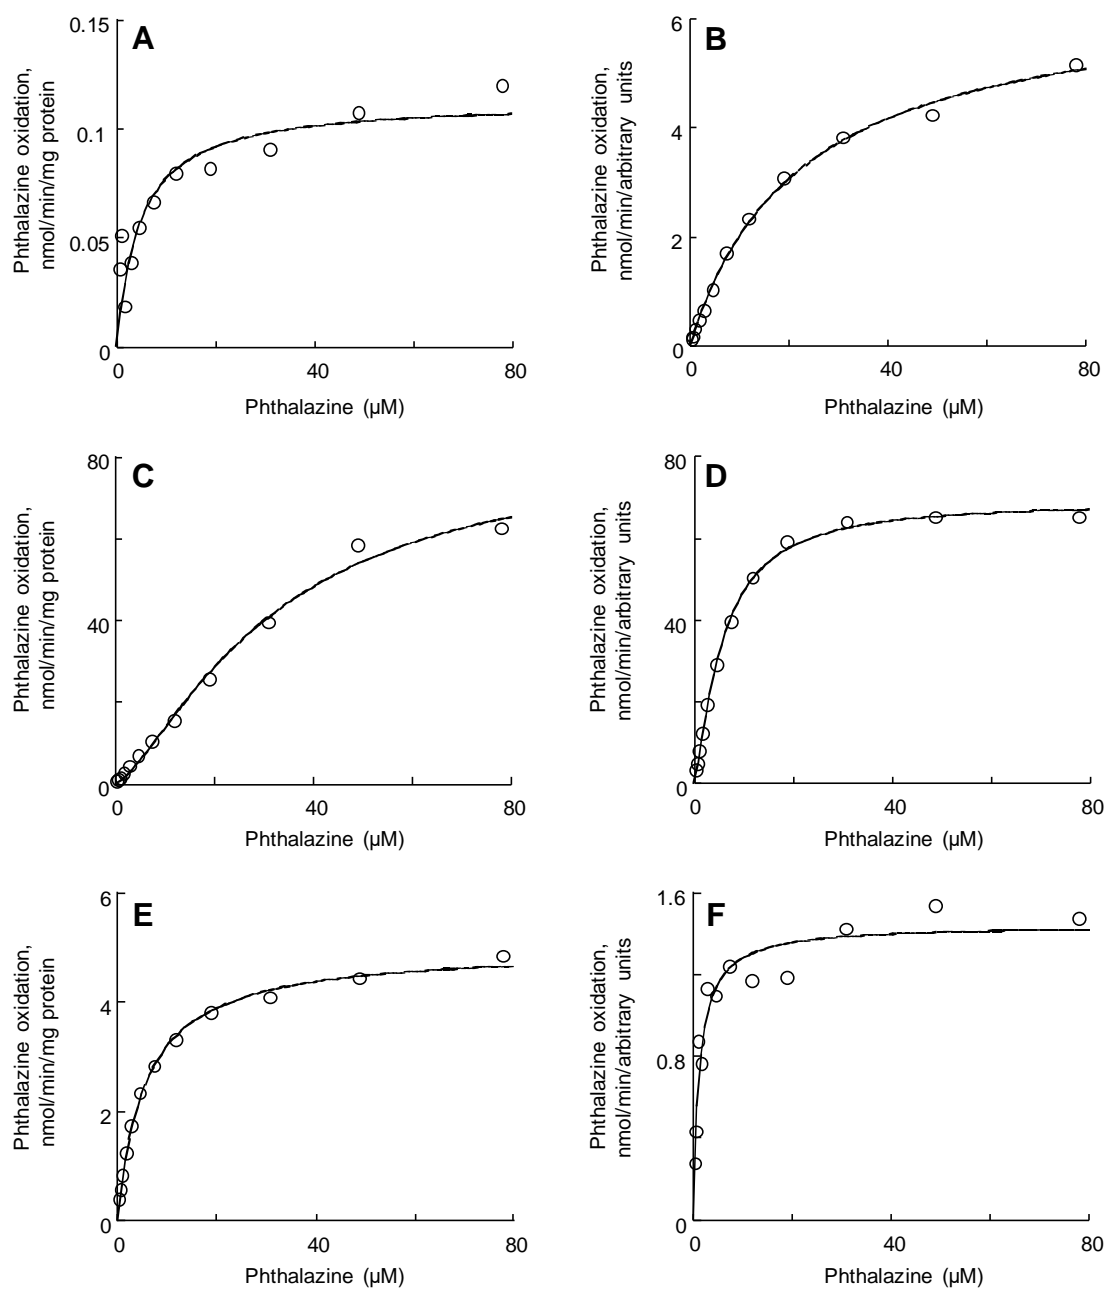 A
0.15
0.1
0.05
0
Phthalazine oxidation,
nmol/min/mg protein
0 40 80
Phthalazine (µM)
B
6
4
2
0
Phthalazine oxidation,
nmol/min/arbitrary units
0 40 80
Phthalazine (µM)
C
80
40
0
Phthalazine oxidation,
nmol/min/mg protein
0 40 80
Phthalazine (µM)
D
80
40
0
Phthalazine oxidation,
nmol/min/arbitrary units
0 40 80
Phthalazine (µM)
E
6
4
2
0
Phthalazine oxidation,
nmol/min/mg protein
0 40 80
Phthalazine (µM)
F
1.6
0.8
0
Phthalazine oxidation,
nmol/min/arbitrary units
0 40 80
Phthalazine (µM)